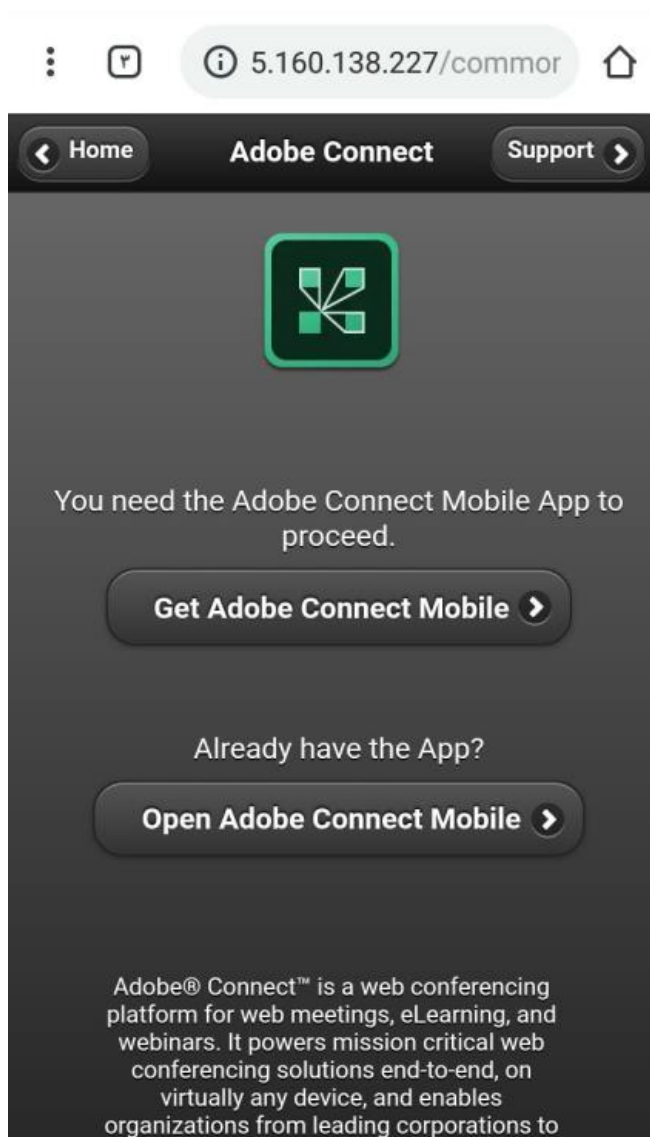 ۲
5.160.138.227/commor
Home
Adobe Connect
Support
You need the Adobe Connect Mobile App to
proceed.
Get Adobe Connect Mobile
Already have the App?
Open Adobe Connect Mobile
Adobe® Connect™ is a web conferencing
platform for web meetings, eLearning, and
webinars. It powers mission critical web
conferencing solutions end-to-end, on
virtually any device, and enables
organizations from leading corporations to